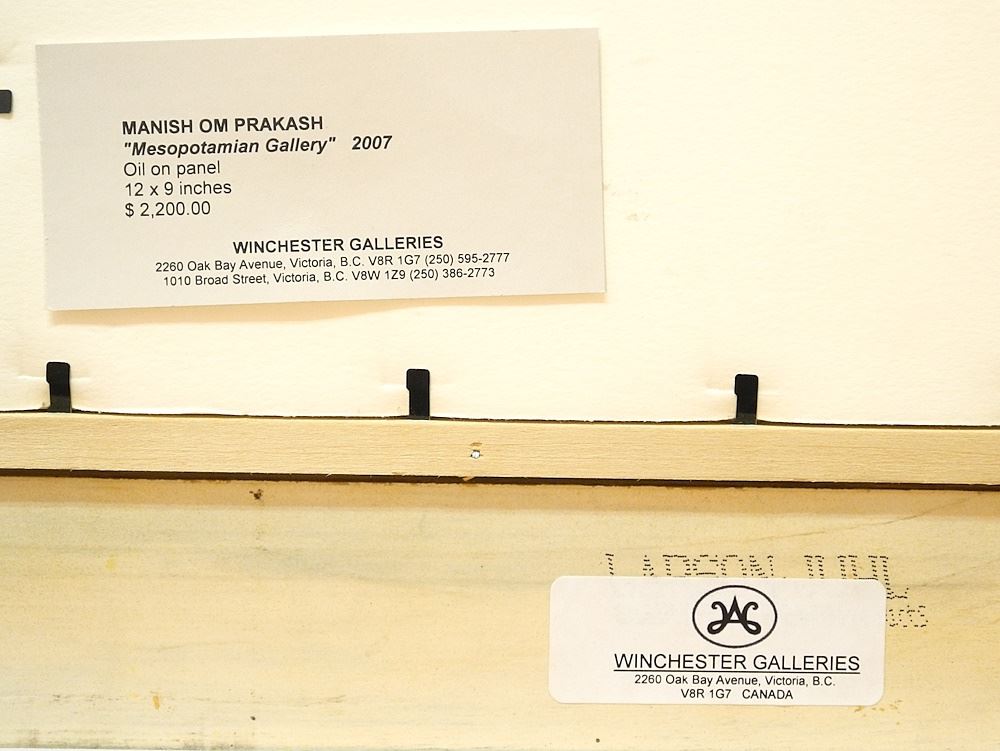 MANISH OM PRAKASH
"Mesopotamian Gallery" 2007
Oil on panel
12 x 9 inches
$ 2,200.00
WINCHESTER GALLERIES
2260 Oak Bay Avenue, Victoria, B.C. V8R 1G7 (250) 595-2777
1010 Broad Street, Victoria, B.C. V8W 1Z9 (250) 386-2773
WINCHESTER GALLERIES
2260 Oak Bay Avenue, Victoria, B.C.
V8R 1G7 CANADA